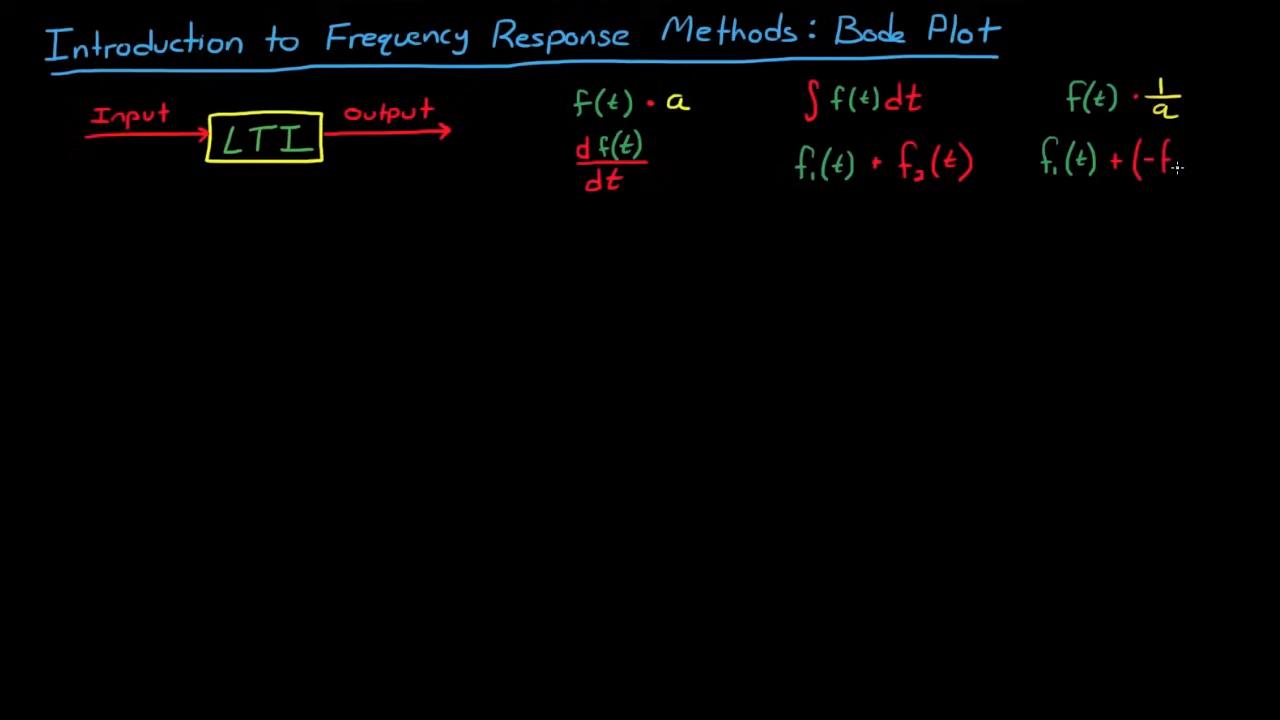 Introduction to Frequency Response Methods: Bode Plot
Input LTI output
f(t) · a
d f(t)
dt
∫ f(t) dt
f₁(t) + f₂(t)
f(t) · 1/a
f₁(t) + (-f